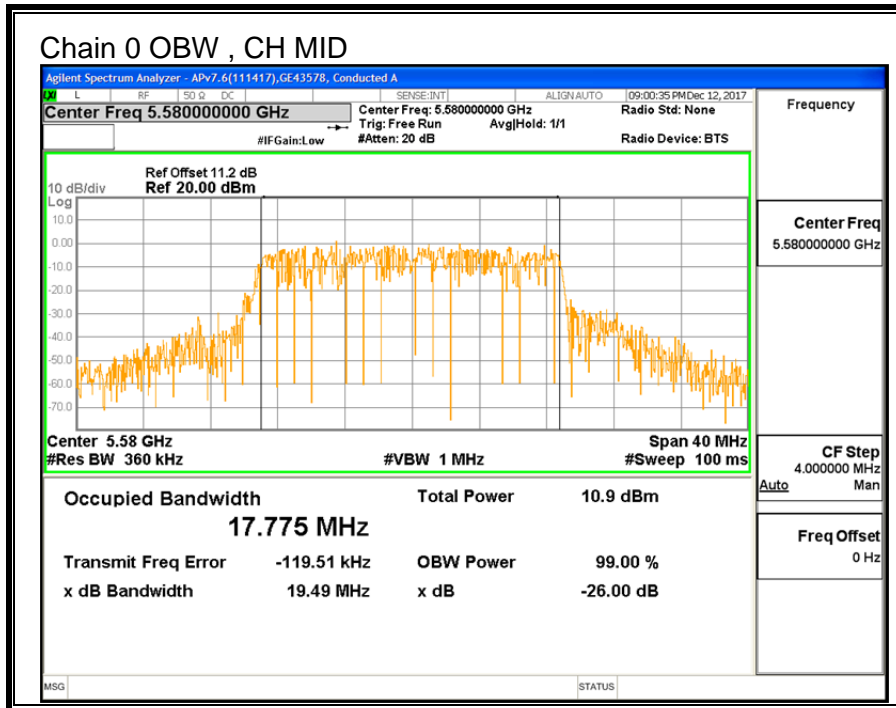 Chain 0 OBW , CH MID
Agilent Spectrum Analyzer - APv7.6(111417),GE43578, Conducted A
LXI L RF 50 Ω DC SENSE:INT ALIGN AUTO 09:00:35 PM Dec 12, 2017
Center Freq 5.580000000 GHz
Center Freq: 5.580000000 GHz
Radio Std: None
Trig: Free Run Avg|Hold: 1/1
#IFGain:Low
#Atten: 20 dB
Radio Device: BTS
Ref Offset 11.2 dB
10 dB/div Ref 20.00 dBm
Log
10.0
0.00
-10.0
-20.0
-30.0
-40.0
-50.0
-60.0
-70.0
Center 5.58 GHz
Span 40 MHz
#Res BW 360 kHz
#VBW 1 MHz
#Sweep 100 ms
Occupied Bandwidth
Total Power 10.9 dBm
17.775 MHz
Transmit Freq Error -119.51 kHz
OBW Power 99.00 %
x dB Bandwidth 19.49 MHz
x dB -26.00 dB
MSG
STATUS
Frequency
Center Freq
5.580000000 GHz
CF Step
4.000000 MHz
Auto Man
Freq Offset
0 Hz